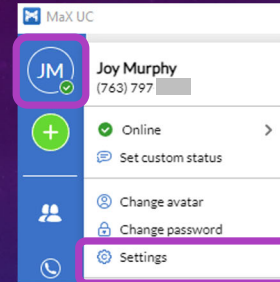 MaX UC
JM
Joy Murphy
(763) 797
Online
Set custom status
Change avatar
Change password
Settings